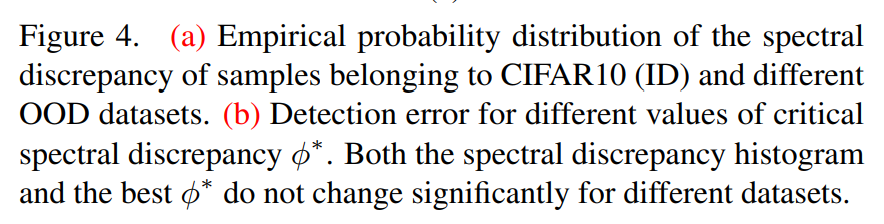 Figure 4. (a) Empirical probability distribution of the spectral
discrepancy of samples belonging to CIFAR10 (ID) and different
OOD datasets. (b) Detection error for different values of critical
spectral discrepancy ϕ*. Both the spectral discrepancy histogram
and the best ϕ* do not change significantly for different datasets.